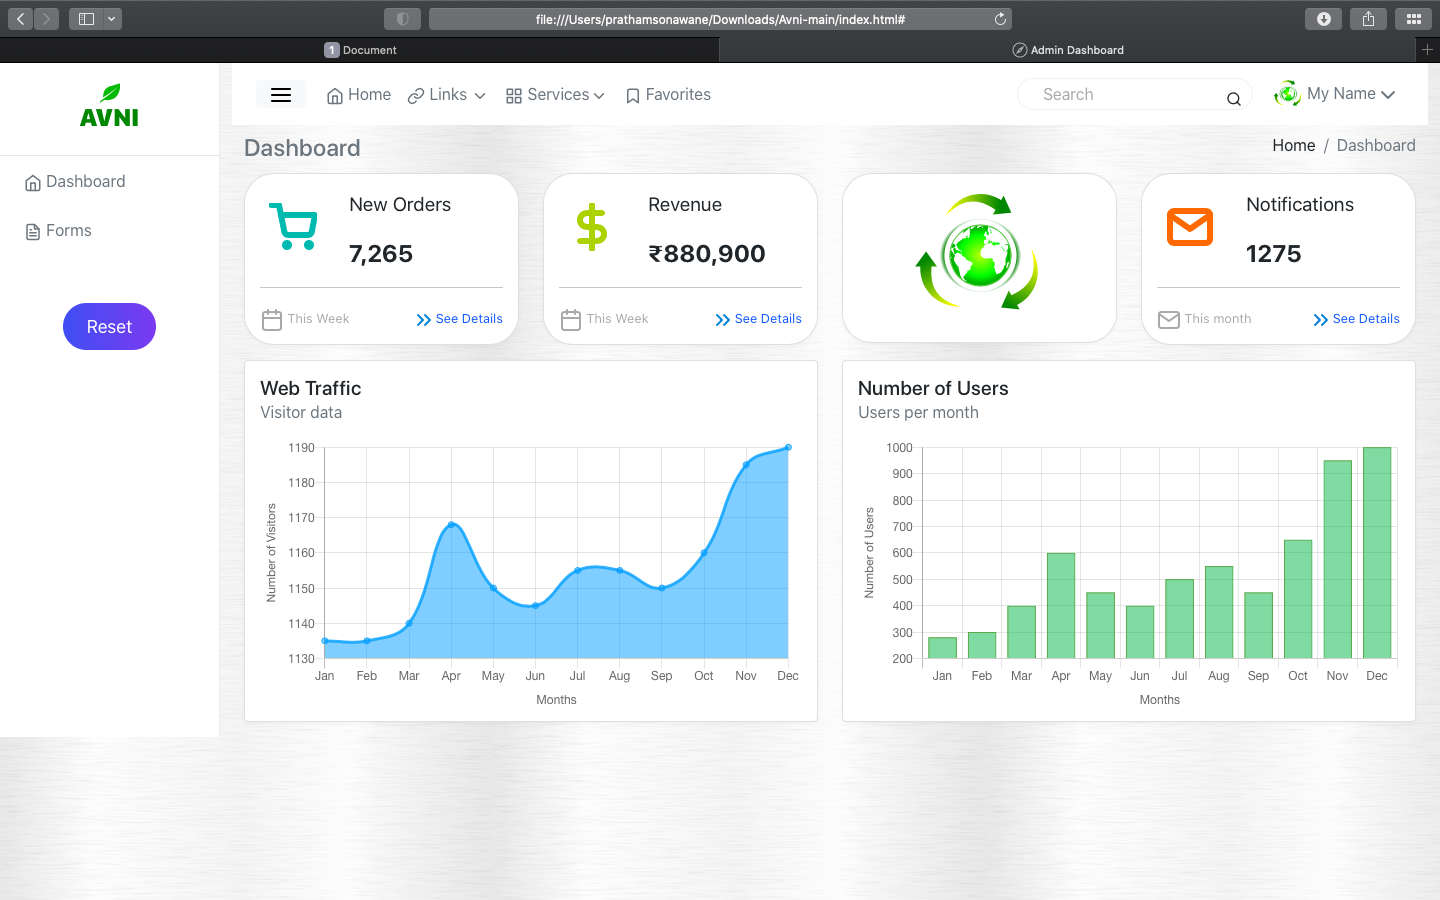 file:///Users/prathamsonawane/Downloads/Avni-main/index.html#
1 Document
Admin Dashboard
AVNI
Home Links Services Favorites
Search
My Name
Dashboard
Forms
Reset
Dashboard
Home / Dashboard
New Orders
7,265
This Week
See Details
Revenue
₹880,900
This Week
See Details
Notifications
1275
This month
See Details
Web Traffic
Visitor data
1190
1180
1170
1160
1150
1140
1130
Number of Visitors
Jan Feb Mar Apr May Jun Jul Aug Sep Oct Nov Dec
Months
Number of Users
Users per month
1000
900
800
700
600
500
400
300
200
Number of Users
Jan Feb Mar Apr May Jun Jul Aug Sep Oct Nov Dec
Months